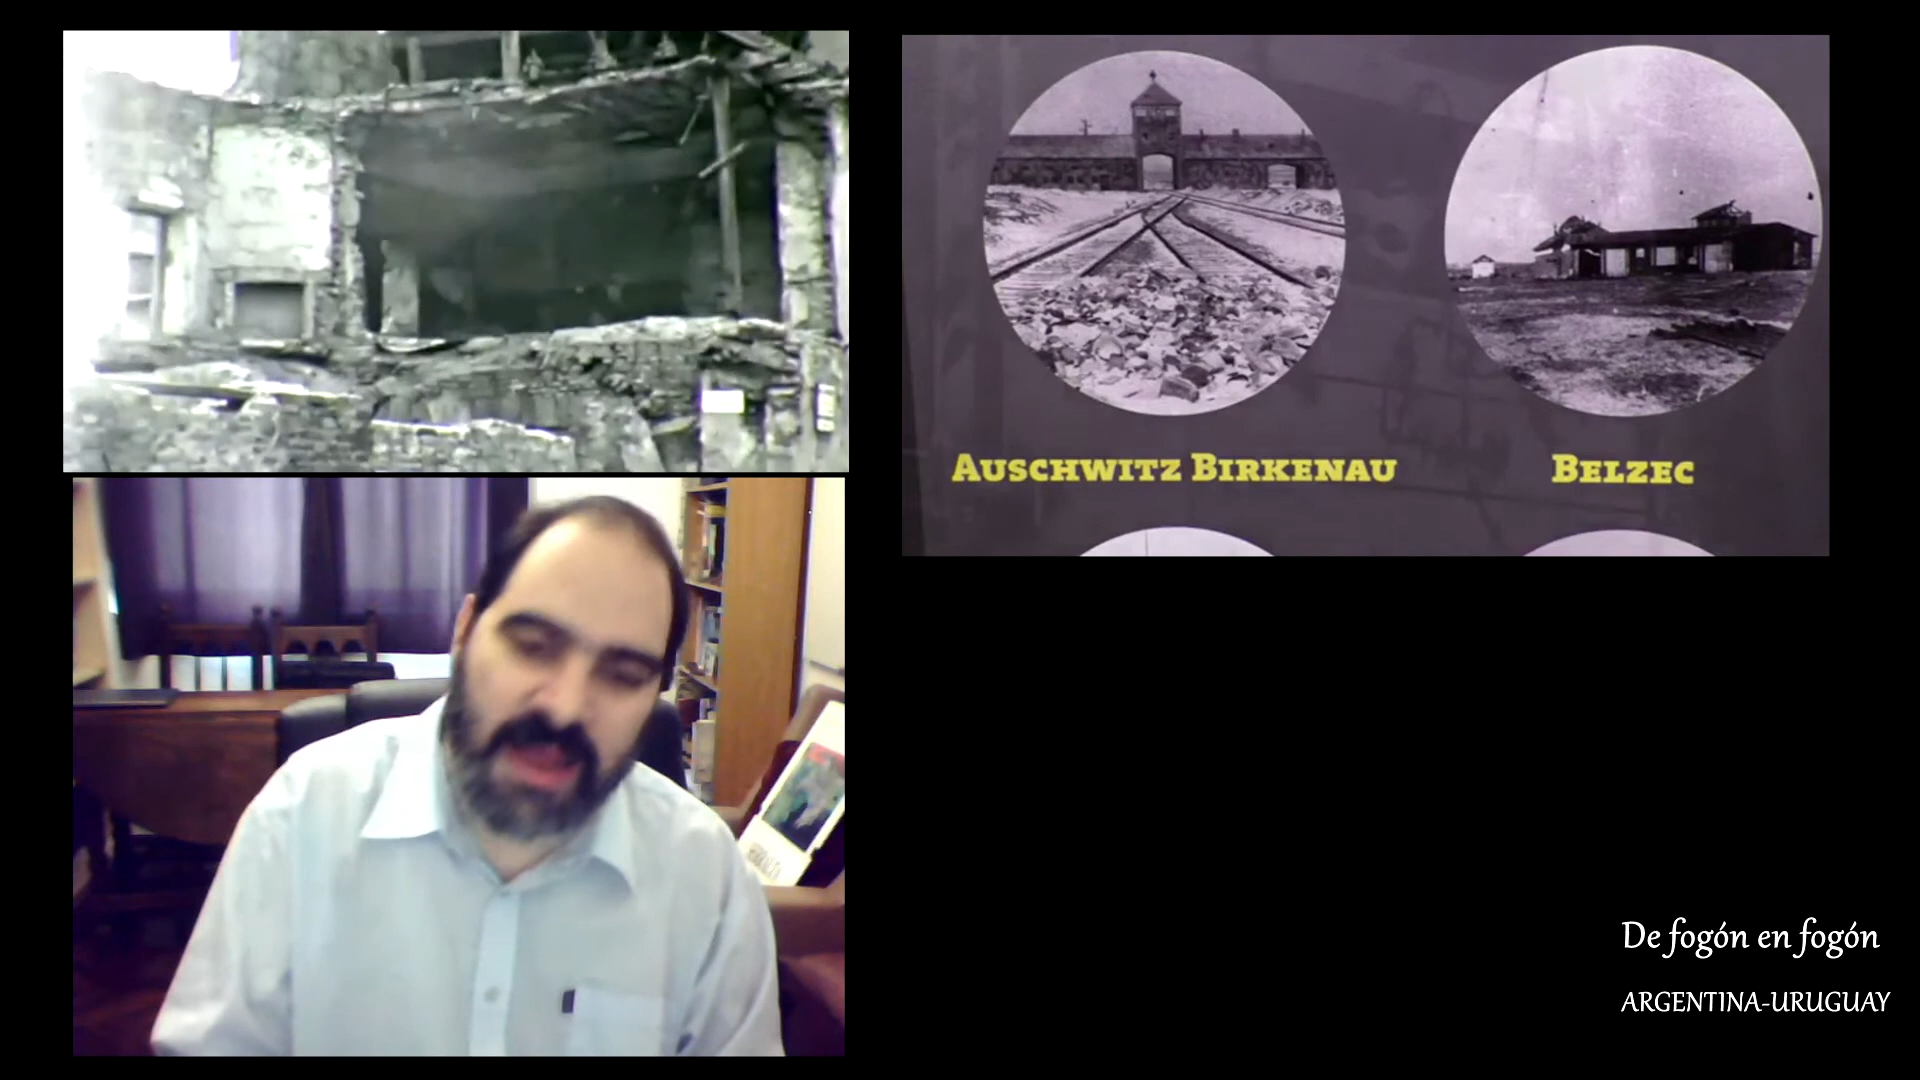 AUSCHWITZ BIRKENAU
BELZEC
De fogón en fogón
ARGENTINA-URUGUAY